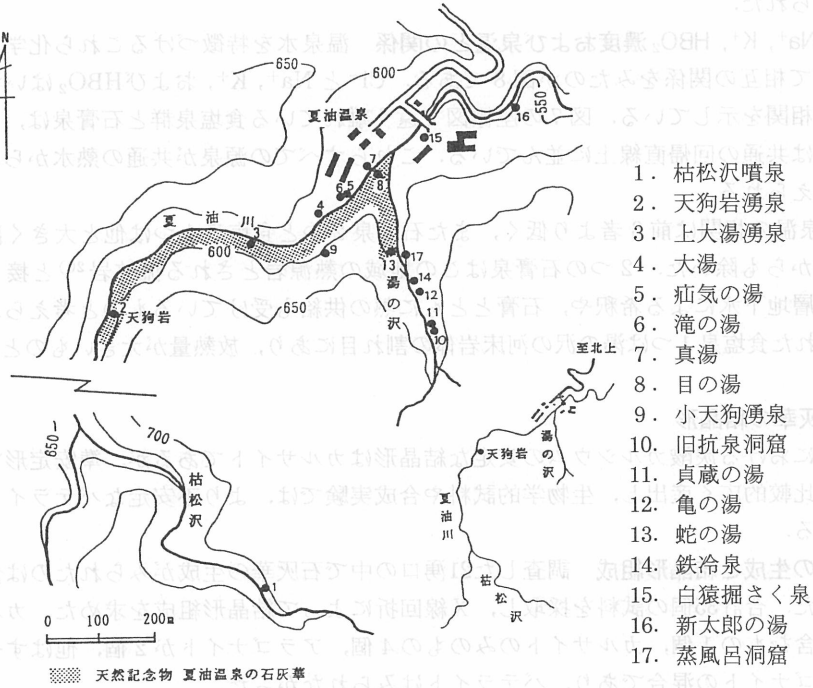 N
650
600
650
夏油温泉
16
15
7
8
6
5
4
夏油川
3
600
9
17
13
14
湯の沢
12
2
天狗岩
650
11
10
1. 枯松沢噴泉
2. 天狗岩湧泉
3. 上大湯湧泉
4. 大湯
5. 疝気の湯
6. 滝の湯
7. 真湯
8. 目の湯
9. 小天狗湧泉
10. 旧抗泉洞窟
11. 直蔵の湯
12. 亀の湯
13. 蛇の湯
14. 鉄冷泉
15. 白猿掘さく泉
16. 新太郎の湯
17. 蒸風呂洞窟
至北上
天狗岩
湯の沢
夏油川
枯松沢
650
700
枯松沢
1
0 100 200m
天然記念物 夏油温泉の石灰華